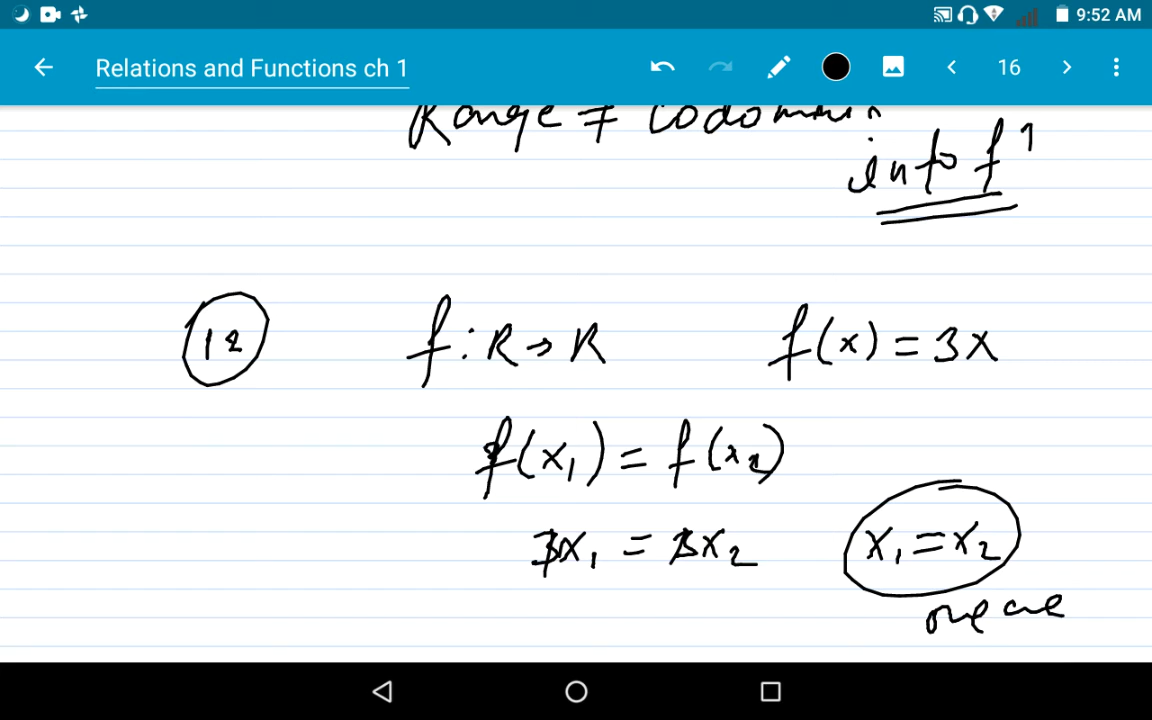 9:52 AM
Relations and Functions ch 1
16
Range ≠ Codomain
into fⁿ
12 f : R → R f(x) = 3x
f(x₁) = f(x₂)
3x₁ = 3x₂ x₁ = x₂
one one